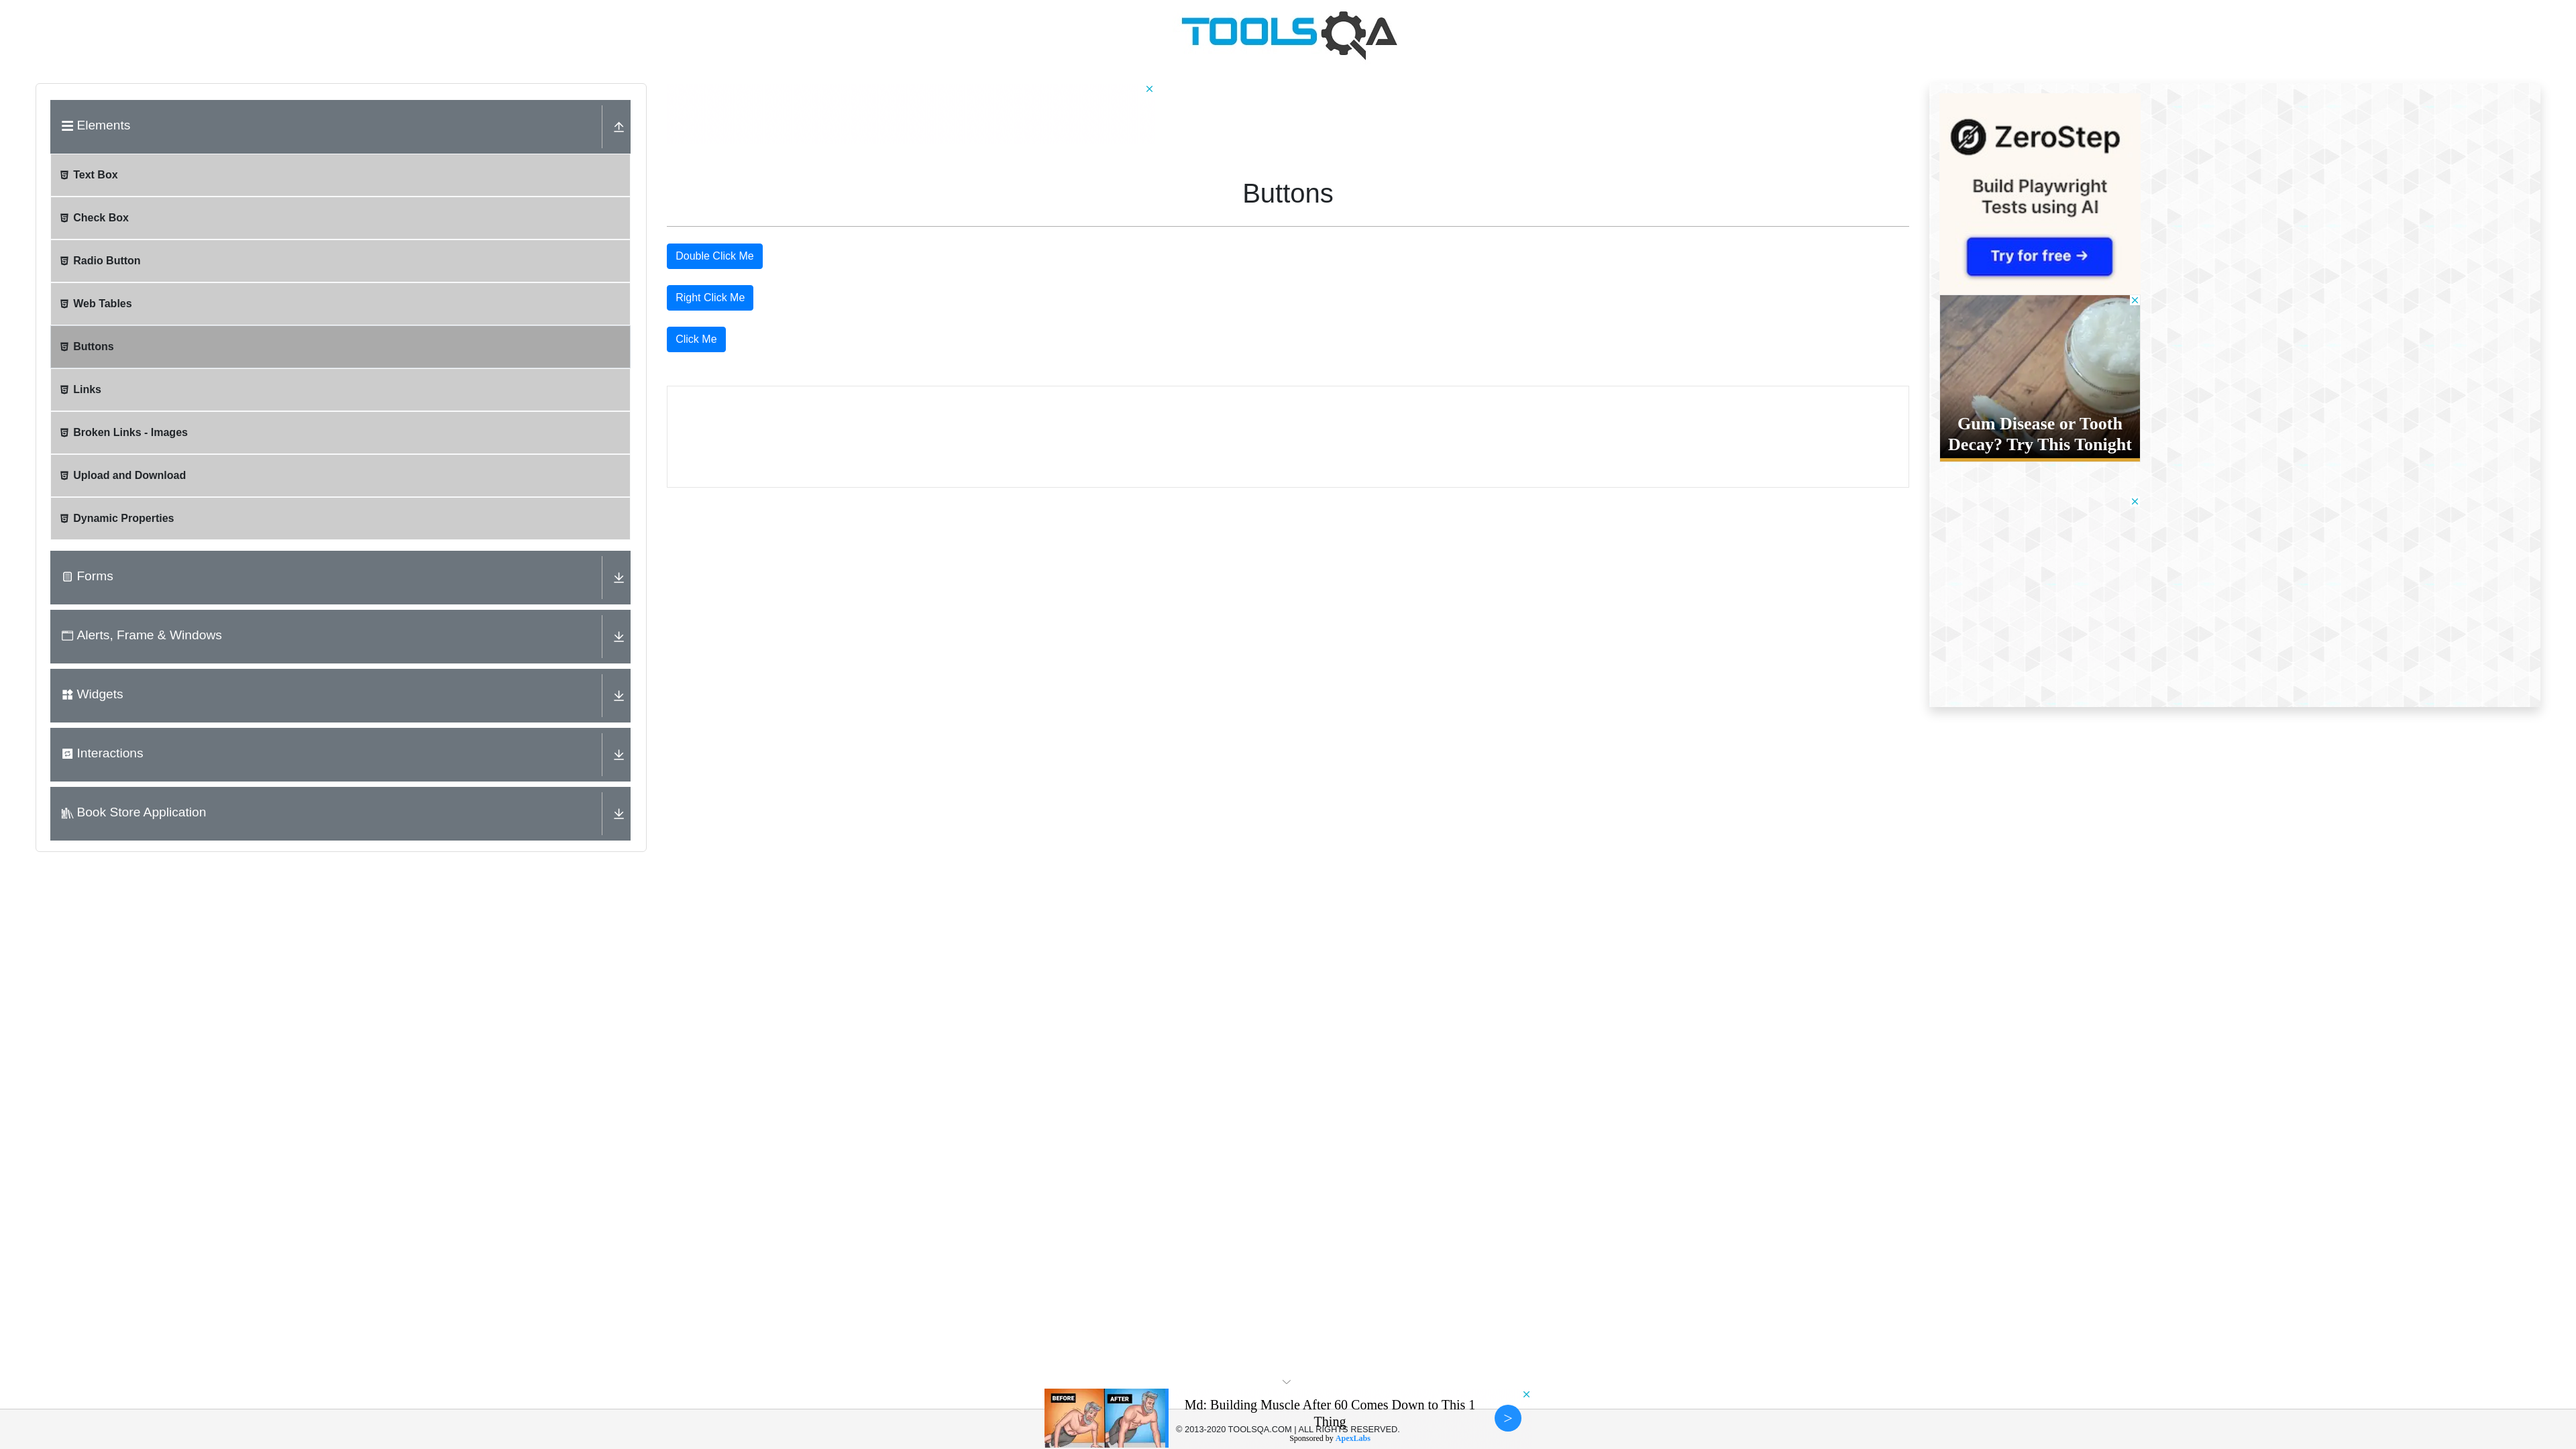 TOOLSQA
Elements
Text Box
Check Box
Radio Button
Web Tables
Buttons
Links
Broken Links - Images
Upload and Download
Dynamic Properties
Forms
Alerts, Frame & Windows
Widgets
Interactions
Book Store Application
Buttons
Double Click Me
Right Click Me
Click Me
ZeroStep
Build Playwright
Tests using AI
Try for free →
Gum Disease or Tooth
Decay? Try This Tonight
BEFORE
AFTER
Md: Building Muscle After 60 Comes Down to This 1
Thing
>
© 2013-2020 TOOLSQA.COM | ALL RIGHTS RESERVED.
Sponsored by ApexLabs